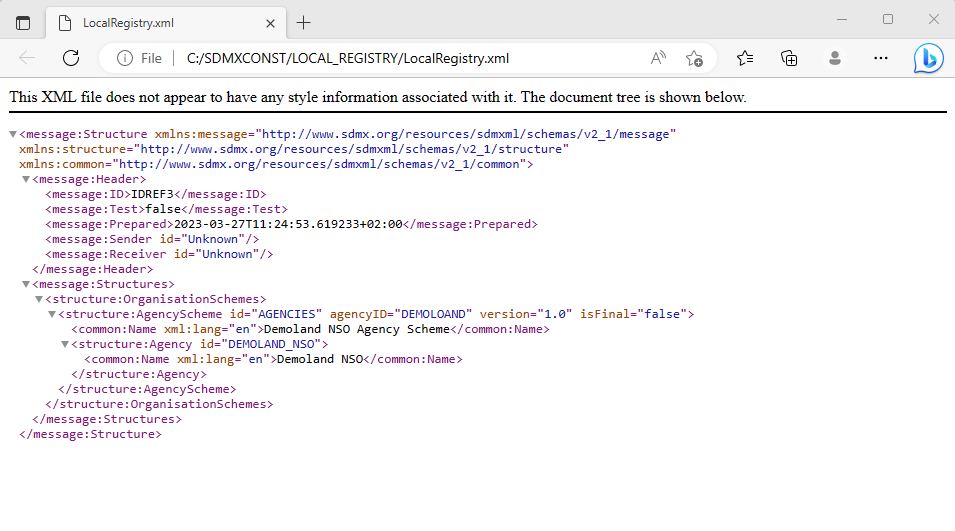 LocalRegistry.xml
File C:/SDMXCONST/LOCAL_REGISTRY/LocalRegistry.xml
This XML file does not appear to have any style information associated with it. The document tree is shown below.
<message:Structure xmlns:message="http://www.sdmx.org/resources/sdmxml/schemas/v2_1/message"
xmlns:structure="http://www.sdmx.org/resources/sdmxml/schemas/v2_1/structure"
xmlns:common="http://www.sdmx.org/resources/sdmxml/schemas/v2_1/common">
<message:Header>
<message:ID>IDREF3</message:ID>
<message:Test>false</message:Test>
<message:Prepared>2023-03-27T11:24:53.619233+02:00</message:Prepared>
<message:Sender id="Unknown"/>
<message:Receiver id="Unknown"/>
</message:Header>
<message:Structures>
<structure:OrganisationSchemes>
<structure:AgencyScheme id="AGENCIES" agencyID="DEMOLOAND" version="1.0" isFinal="false">
<common:Name xml:lang="en">Demoland NSO Agency Scheme</common:Name>
<structure:Agency id="DEMOLAND_NSO">
<common:Name xml:lang="en">Demoland NSO</common:Name>
</structure:Agency>
</structure:AgencyScheme>
</structure:OrganisationSchemes>
</message:Structures>
</message:Structure>